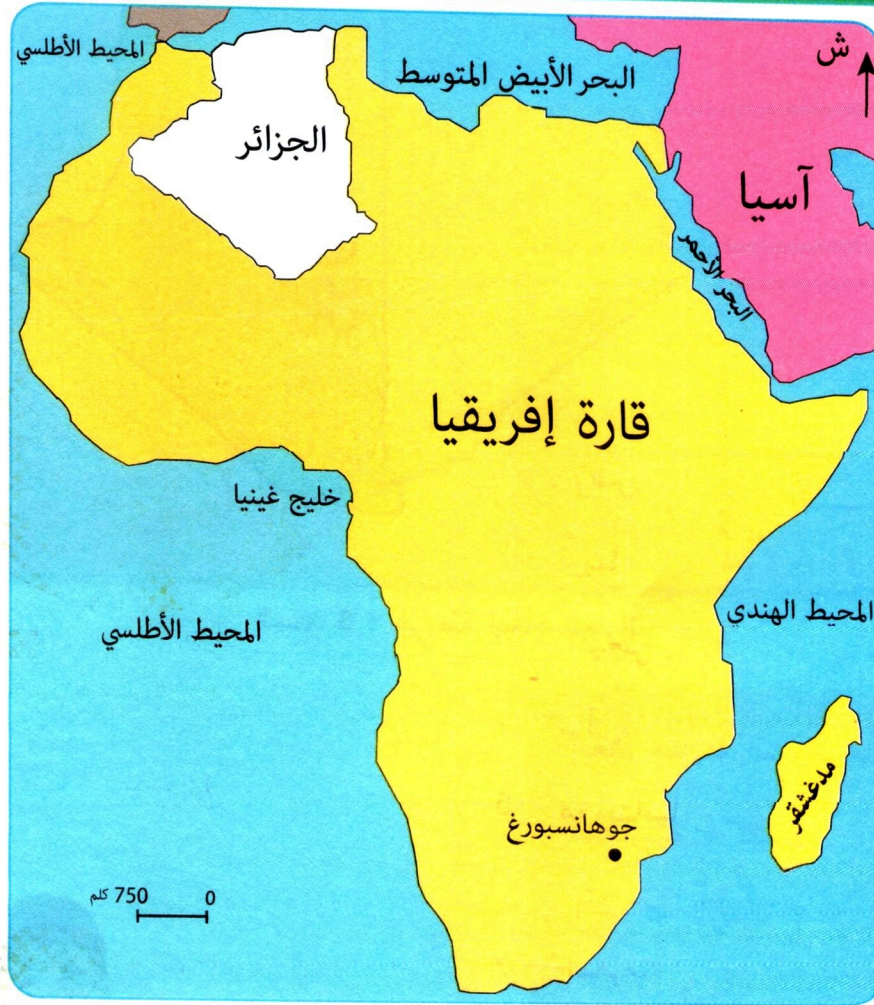 المحيط الأطلسي
ش
البحر الأبيض المتوسط
الجزائر
آسيا
البحر الأحمر
قارة إفريقيا
خليج غينيا
المحيط الهندي
المحيط الأطلسي
مدغشقر
جوهانسبورغ
0 750 كلم